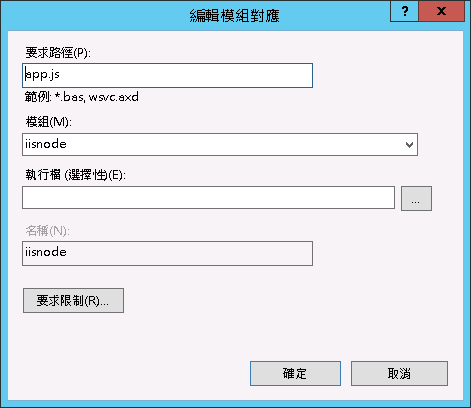 編輯模組對應
?
x
要求路徑(P):
app.js
範例: *.bas, wsvc.axd
模組(M):
iisnode
執行檔 (選擇性)(E):
...
名稱(N):
iisnode
要求限制(R)...
確定
取消